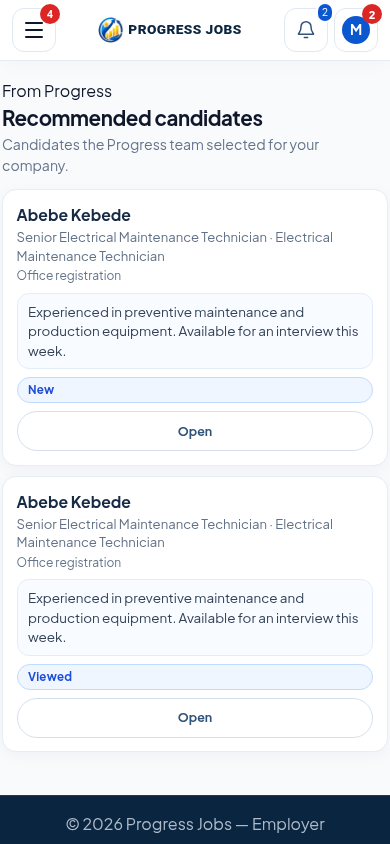 4
PROGRESS JOBS
2
M
2
From Progress
Recommended candidates
Candidates the Progress team selected for your
company.
Abebe Kebede
Senior Electrical Maintenance Technician · Electrical
Maintenance Technician
Office registration
Experienced in preventive maintenance and
production equipment. Available for an interview this
week.
New
Open
Abebe Kebede
Senior Electrical Maintenance Technician · Electrical
Maintenance Technician
Office registration
Experienced in preventive maintenance and
production equipment. Available for an interview this
week.
Viewed
Open
© 2026 Progress Jobs — Employer